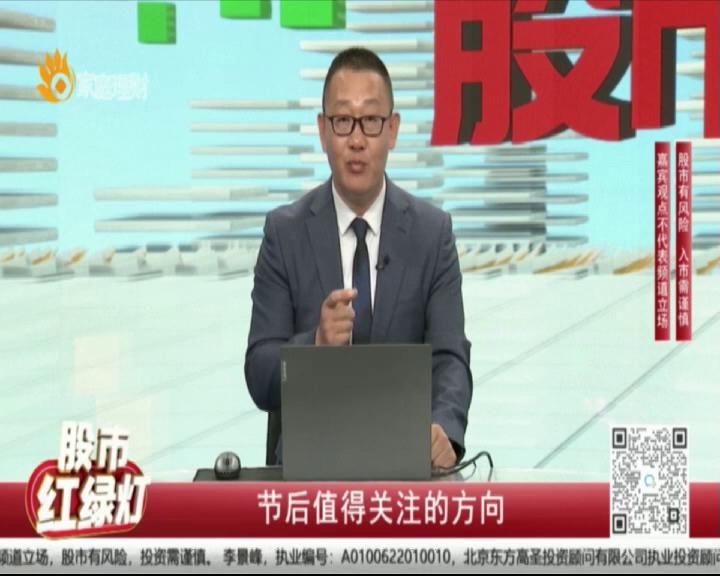 家庭理财
股市
股市有风险 入市需谨慎
嘉宾观点不代表频道立场
Lenovo
股市
红绿灯
节后值得关注的方向
频道立场，股市有风险，投资需谨慎。 李景峰，执业编号：A0100622010010，北京东方高圣投资顾问有限公司执业投资顾问